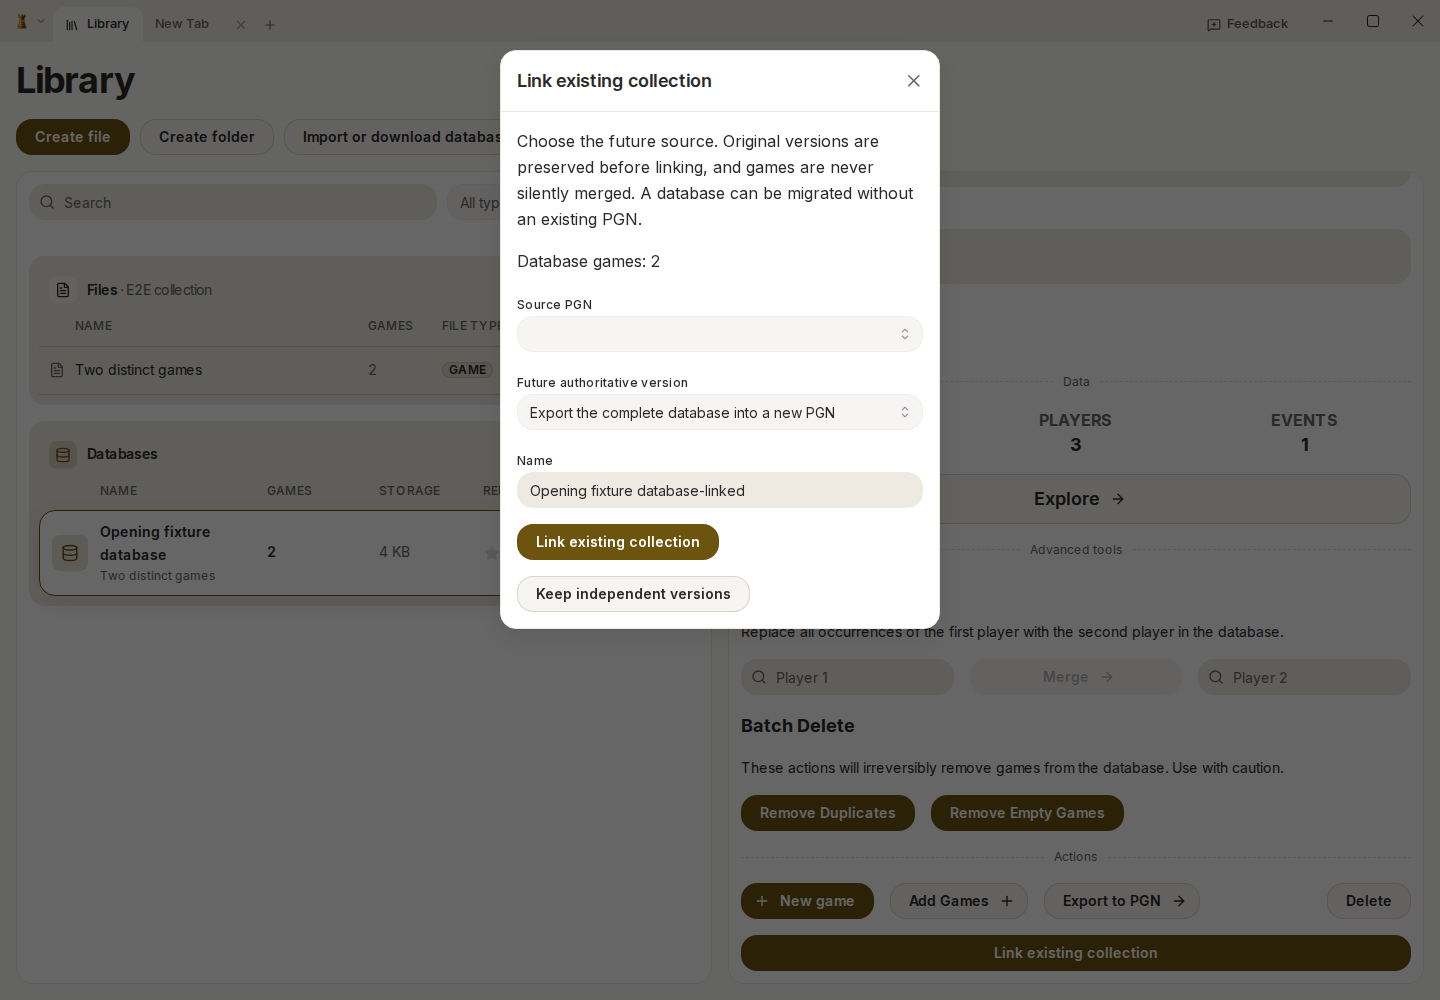 Library
New Tab
Feedback
Library
Create file
Create folder
Import or download databas
Search
All typ
Files · E2E collection
NAME
GAMES
FILE TYPE
Two distinct games
2
GAME
Databases
NAME
GAMES
STORAGE
Opening fixture
database
Two distinct games
2
4 KB
Link existing collection
Choose the future source. Original versions are
preserved before linking, and games are never
silently merged. A database can be migrated without
an existing PGN.
Database games: 2
Source PGN
Future authoritative version
Export the complete database into a new PGN
Name
Opening fixture database-linked
Link existing collection
Keep independent versions
Data
PLAYERS
3
EVENTS
1
Explore
Advanced tools
Replace all occurrences of the first player with the second player in the database.
Player 1
Merge
Player 2
Batch Delete
These actions will irreversibly remove games from the database. Use with caution.
Remove Duplicates
Remove Empty Games
Actions
New game
Add Games
Export to PGN
Delete
Link existing collection